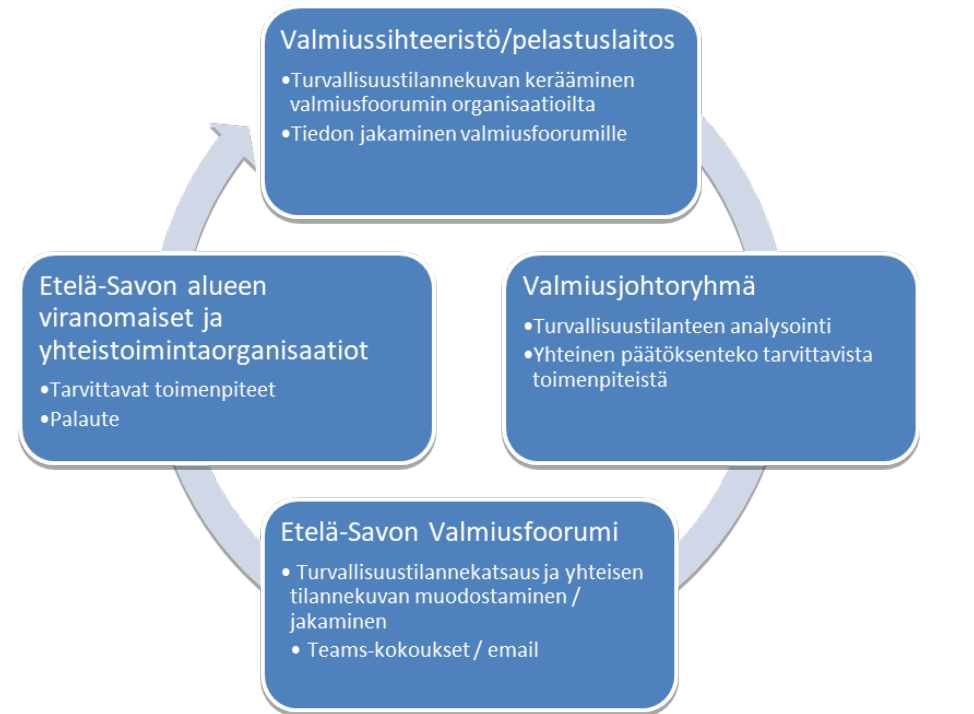 Valmiussihteeristö/pelastuslaitos
•Turvallisuustilannekuvan kerääminen
valmiusfoorumin organisaatioilta
•Tiedon jakaminen valmiusfoorumille
Valmiusjohtoryhmä
•Turvallisuustilanteen analysointi
•Yhteinen päätöksenteko tarvittavista
toimenpiteistä
Etelä-Savon Valmiusfoorumi
• Turvallisuustilannekatsaus ja yhteisen
tilannekuvan muodostaminen /
jakaminen
• Teams-kokoukset / email
Etelä-Savon alueen
viranomaiset ja
yhteistoimintaorganisaatiot
•Tarvittavat toimenpiteet
•Palaute